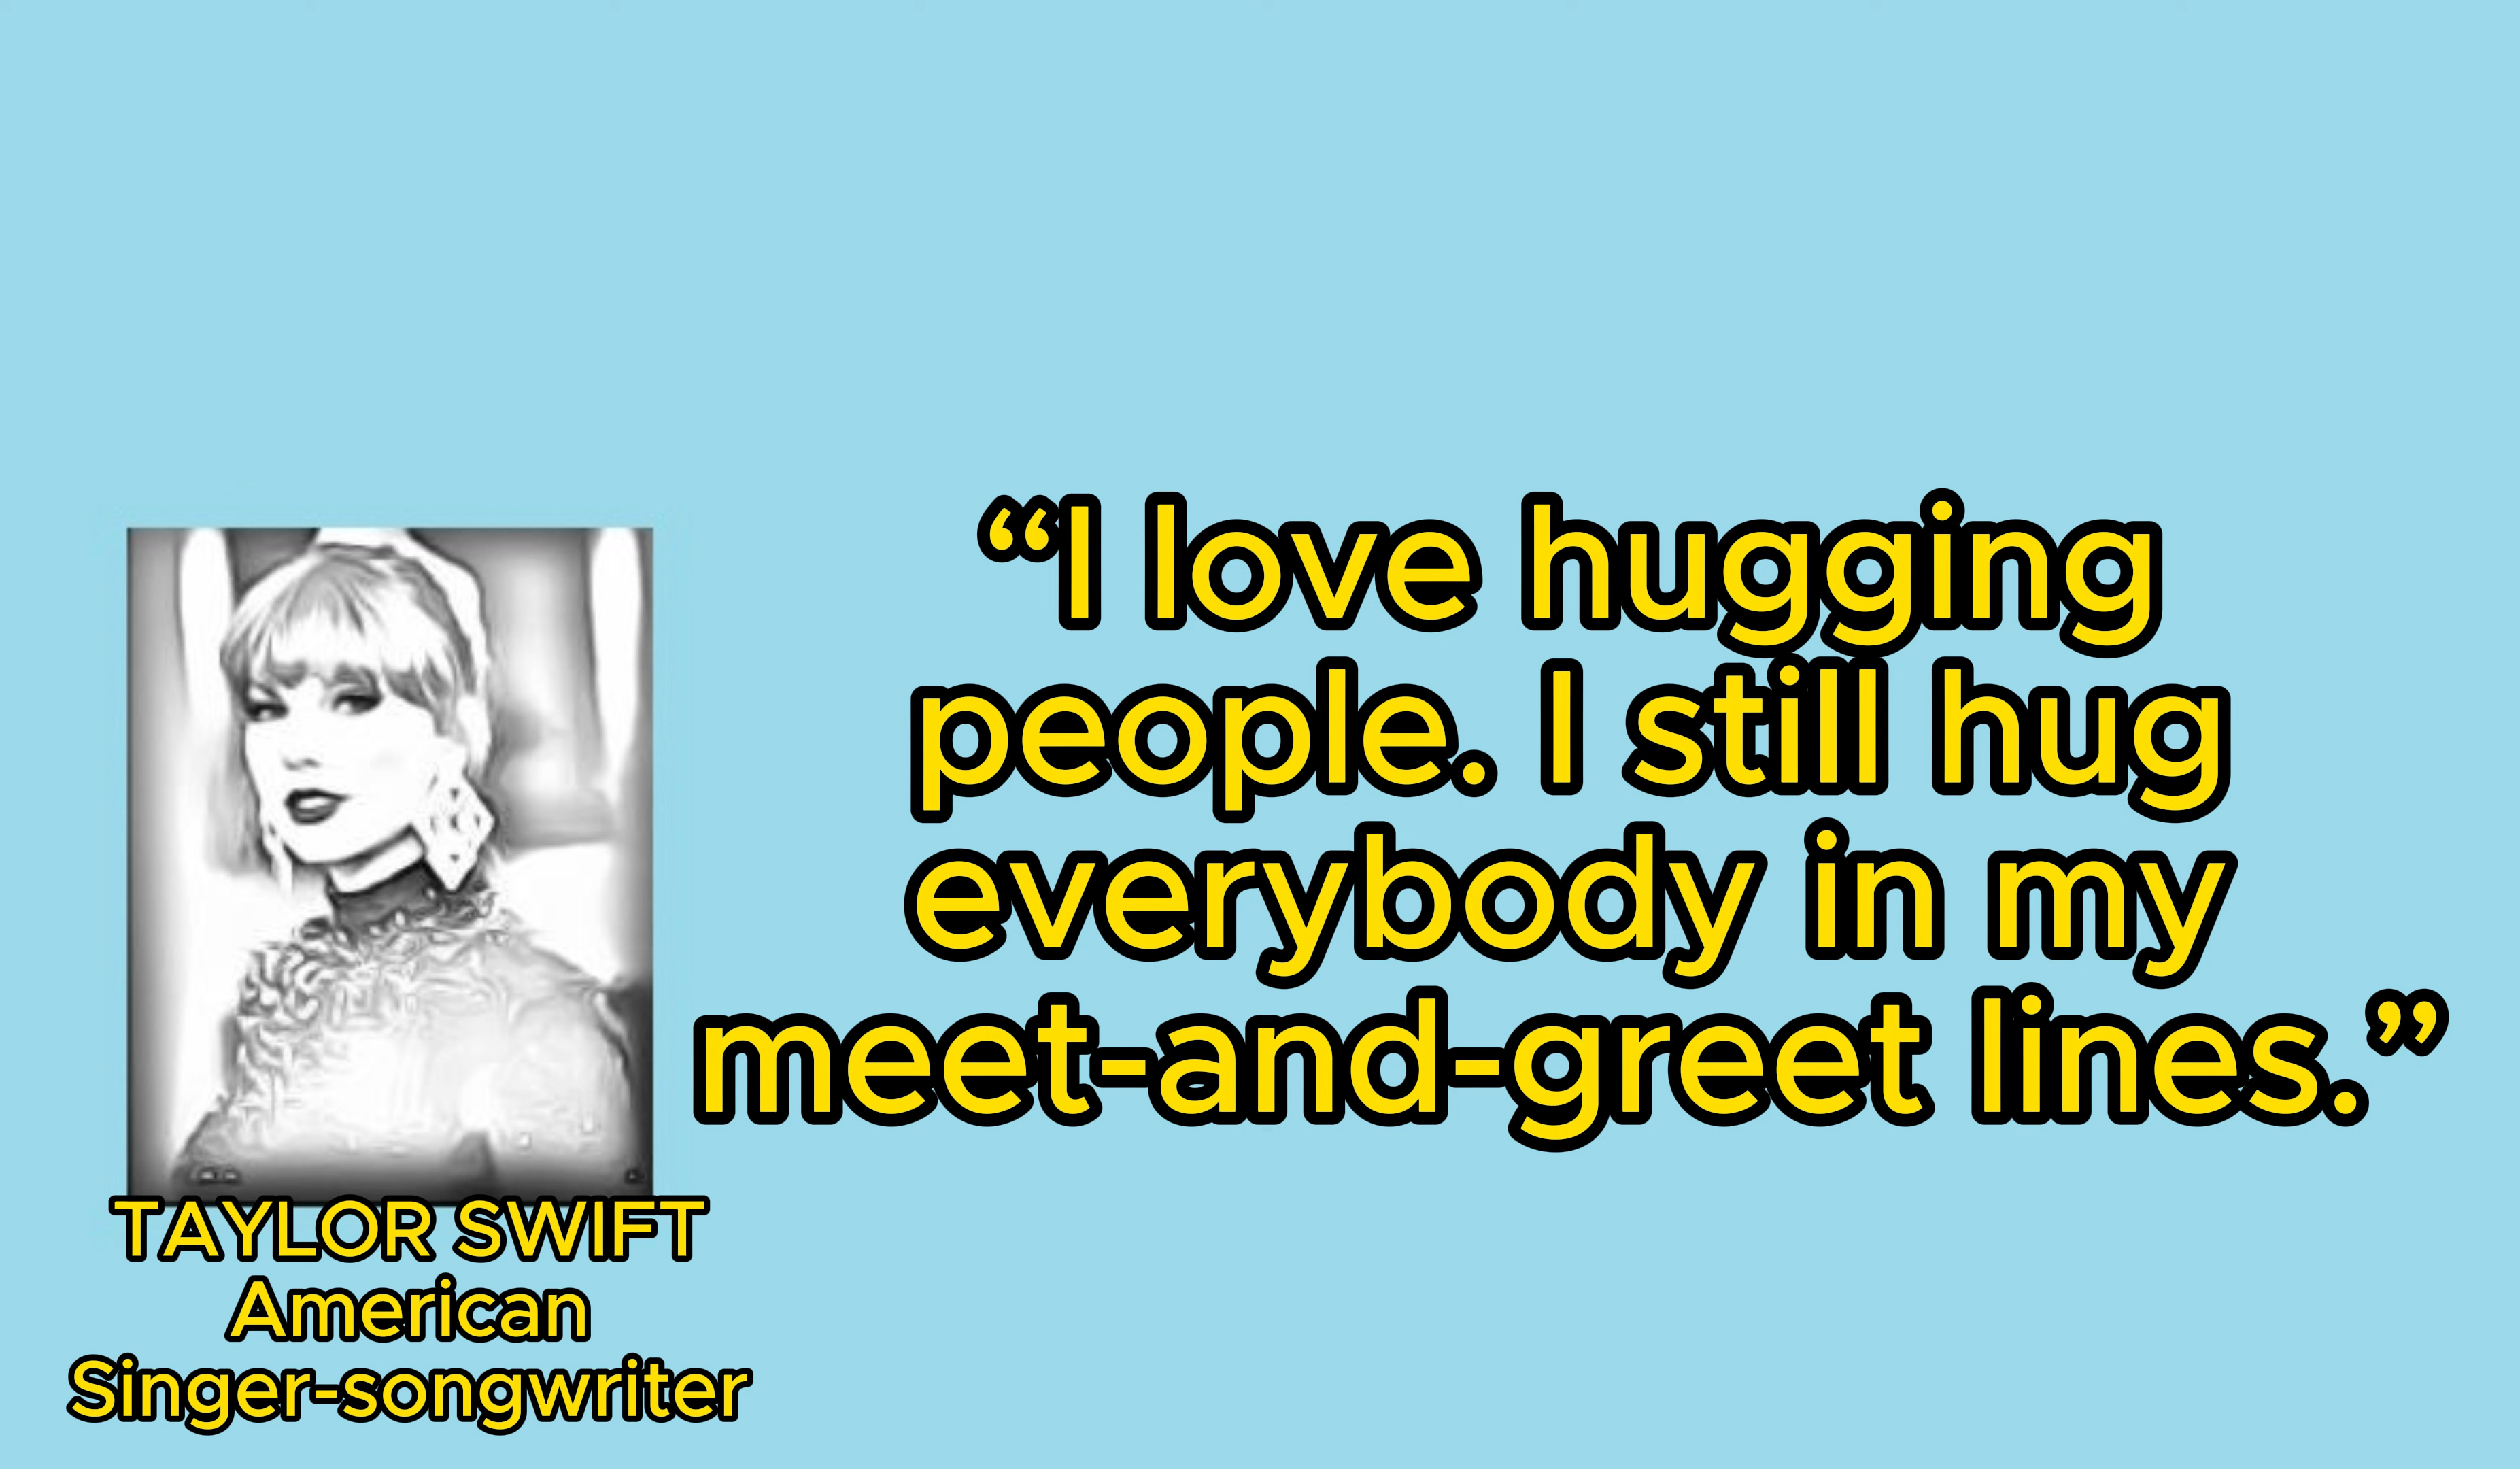 “I love hugging
people. I still hug
everybody in my
meet-and-greet lines.”
TAYLOR SWIFT
American
Singer-songwriter